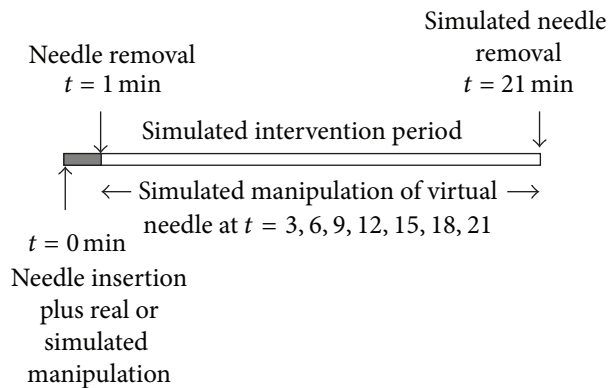 Needle removal
t = 1 min
Simulated needle
removal
t = 21 min
Simulated intervention period
← Simulated manipulation of virtual →
needle at t = 3, 6, 9, 12, 15, 18, 21
t = 0 min
Needle insertion
plus real or
simulated
manipulation